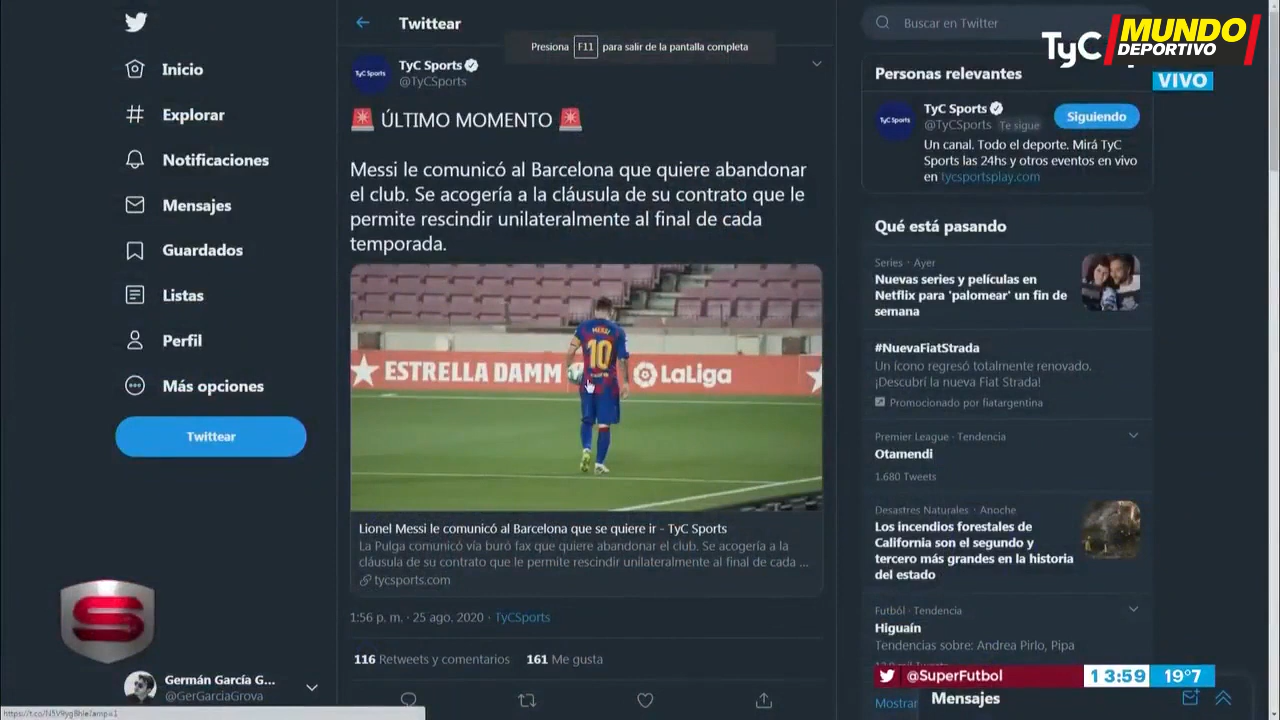 Twittear
Presiona F11 para salir de la pantalla completa
Buscar en Twitter
TyC
MUNDO
DEPORTIVO
VIVO
Inicio
Explorar
Notificaciones
Mensajes
Guardados
Listas
Perfil
Más opciones
Twittear
TyC Sports
TyC Sports
@TyCSports
🚨 ÚLTIMO MOMENTO 🚨
Messi le comunicó al Barcelona que quiere abandonar
el club. Se acogería a la cláusula de su contrato que le
permite rescindir unilateralmente al final de cada
temporada.
MESSI
10
ESTRELLA DAMM
LaLiga
Lionel Messi le comunicó al Barcelona que se quiere ir - TyC Sports
La Pulga comunicó vía buró fax que quiere abandonar el club. Se acogería a la
cláusula de su contrato que le permite rescindir unilateralmente al final de cada ...
tycsports.com
1:56 p. m. · 25 ago. 2020 · TyCSports
116 Retweets y comentarios 161 Me gusta
Personas relevantes
TyC Sports
TyC Sports
@TyCSports Te sigue
Siguiendo
Un canal. Todo el deporte. Mirá TyC
Sports las 24hs y otros eventos en vivo
en tycsportsplay.com
Qué está pasando
Series · Ayer
Nuevas series y películas en
Netflix para 'palomear' un fin de
semana
#NuevaFiatStrada
Un ícono regresó totalmente renovado.
¡Descubrí la nueva Fiat Strada!
Promocionado por fiatargentina
Premier League · Tendencia
Otamendi
1.680 Tweets
Desastres Naturales · Anoche
Los incendios forestales de
California son el segundo y
tercero más grandes en la historia
del estado
Futból · Tendencia
Higuaín
Tendencias sobre: Andrea Pirlo, Pipa
Mostrar
@SuperFutbol
13:59
19°7
Mensajes
S
Germán García G...
@GerGarciaGrova